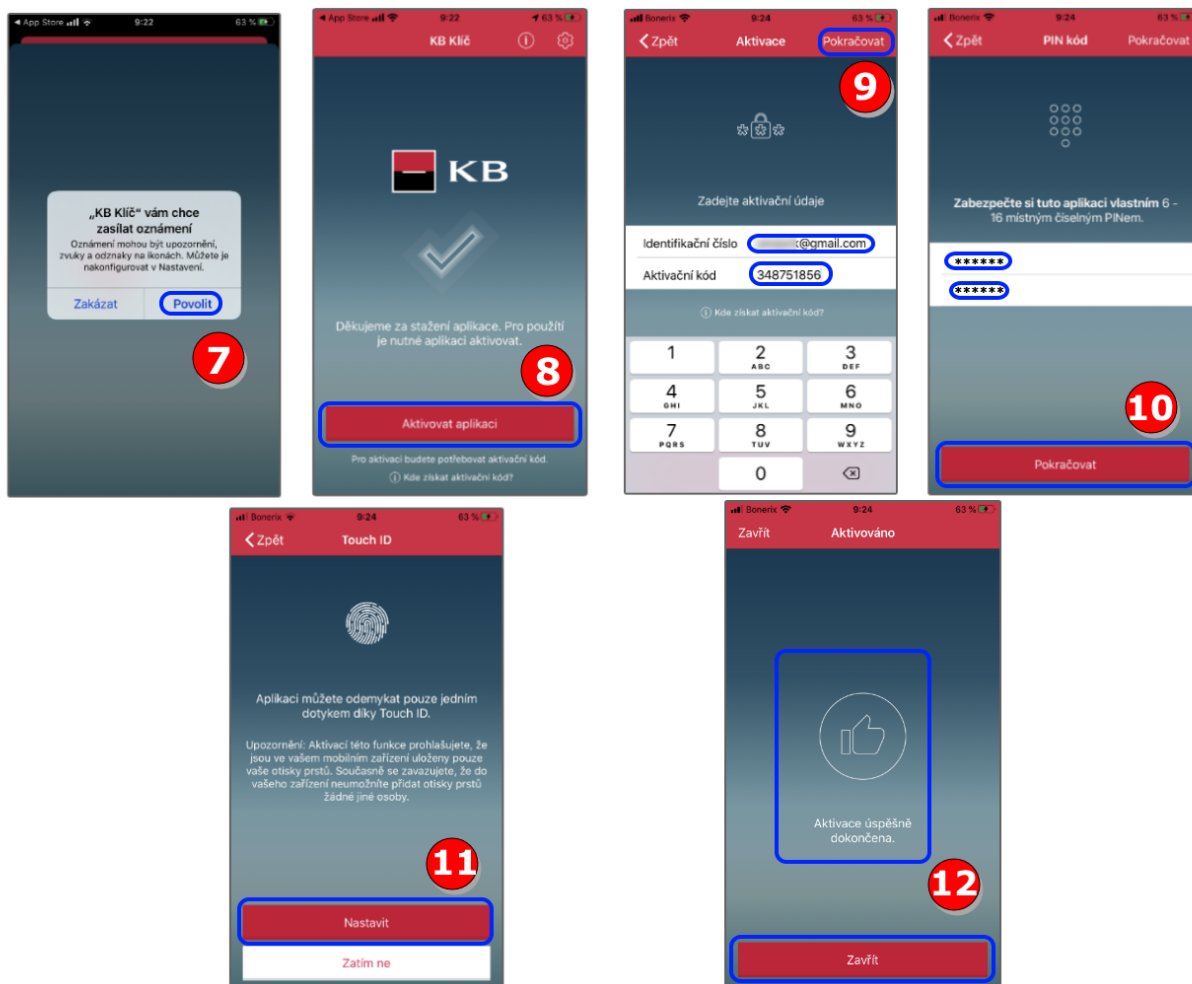 App Store 9:22 63 %
„KB Klíč“ vám chce
zasílat oznámení
Oznámení mohou být upozornění,
zvuky a odznaky na ikonách. Můžete je
nakonfigurovat v Nastavení.
Zakázat Povolit
7
App Store 9:22 63 %
KB Klíč
KB
Děkujeme za stažení aplikace. Pro použití
je nutné aplikaci aktivovat.
8
Aktivovat aplikaci
Pro aktivaci budete potřebovat aktivační kód.
Kde získat aktivační kód?
Bonerix 9:24 63 %
Zpět Aktivace Pokračovat
9
Zadejte aktivační údaje
Identifikační číslo @gmail.com
Aktivační kód 348751856
Kde získat aktivační kód?
1 2 3
ABC DEF
4 5 6
GHI JKL MNO
7 8 9
PQRS TUV WXYZ
0
Bonerix 9:24 63 %
Zpět PIN kód Pokračovat
Zabezpečte si tuto aplikaci vlastním 6 -
16 místným číselným PINem.
******
******
10
Pokračovat
Bonerix 9:24 63 %
Zpět Touch ID
Aplikaci můžete odemykat pouze jedním
dotykem díky Touch ID.
Upozornění: Aktivací této funkce prohlašujete, že
jsou ve vašem mobilním zařízení uloženy pouze
vaše otisky prstů. Současně se zavazujete, že do
vašeho zařízení neumožníte přidat otisky prstů
žádné jiné osoby.
11
Nastavit
Zatím ne
Bonerix 9:24 63 %
Zavřít Aktivováno
Aktivace úspěšně
dokončena.
12
Zavřít